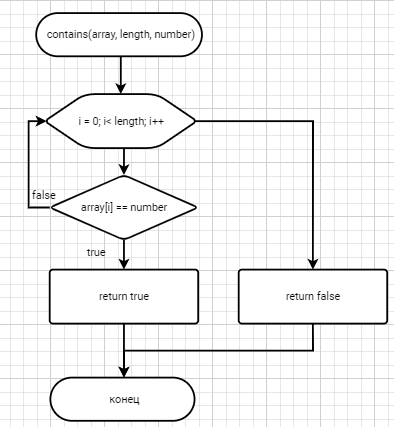 contains(array, length, number)
i = 0; i< length; i++
false
array[i] == number
true
return true
return false
конец